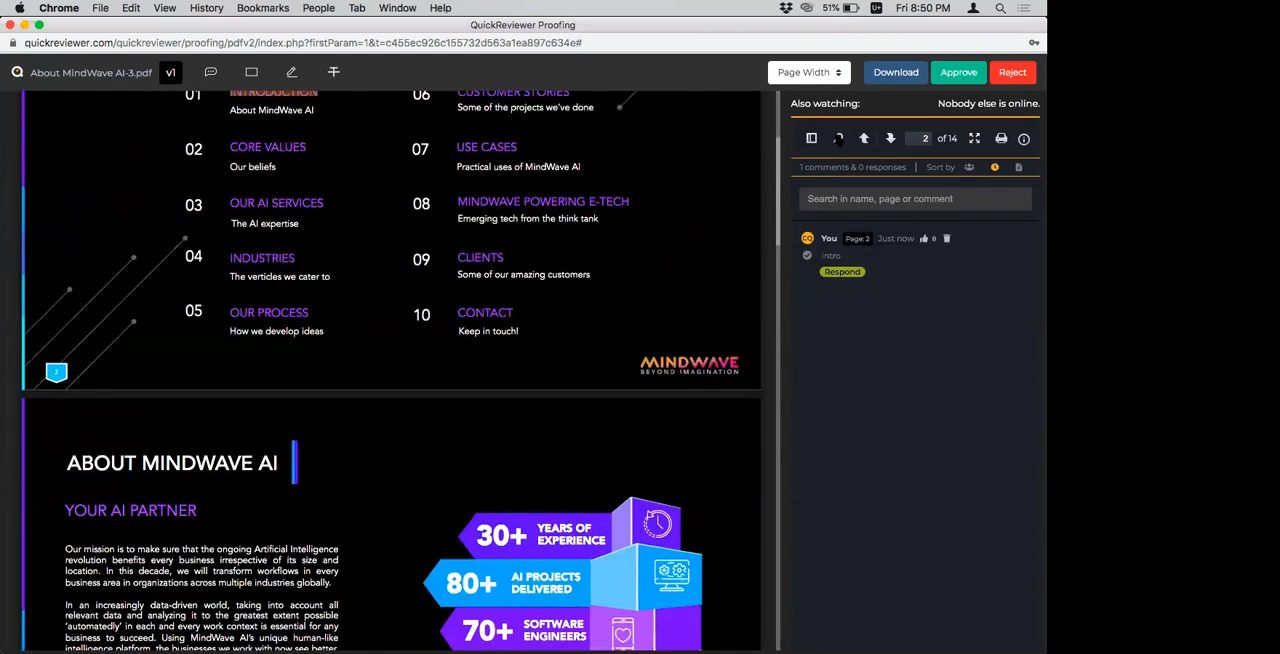 Chrome File Edit View History Bookmarks People Tab Window Help 51% Fri 8:50 PM
QuickReviewer Proofing
quickreviewer.com/quickreviewer/proofing/pdfv2/index.php?firstParam=1&t=c455ec926c155732d563a1ea897c634e#
About MindWave AI-3.pdf v1 Page Width Download Approve Reject
Also watching: Nobody else is online.
2 of 14
1 comments & 0 responses Sort by
Search in name, page or comment
You Page: 2 Just now 0
Intro
Respond
01 INTRODUCTION
About MindWave AI
02 CORE VALUES
Our beliefs
03 OUR AI SERVICES
The AI expertise
04 INDUSTRIES
The verticles we cater to
05 OUR PROCESS
How we develop ideas
06 CUSTOMER STORIES
Some of the projects we've done
07 USE CASES
Practical uses of MindWave AI
08 MINDWAVE POWERING E-TECH
Emerging tech from the think tank
09 CLIENTS
Some of our amazing customers
10 CONTACT
Keep in touch!
2
MINDWAVE
BEYOND IMAGINATION
ABOUT MINDWAVE AI
YOUR AI PARTNER
Our mission is to make sure that the ongoing Artificial Intelligence
revolution benefits every business irrespective of its size and
location. In this decade, we will transform workflows in every
business area in organizations across multiple industries globally.
In an increasingly data-driven world, taking into account all
relevant data and analyzing it to the greatest extent possible
'automatedly' in each and every work context is essential for any
business to succeed. Using MindWave AI's unique human-like
intelligence platform, the businesses we work with now see better
30+ YEARS OF
EXPERIENCE
80+ AI PROJECTS
DELIVERED
70+ SOFTWARE
ENGINEERS